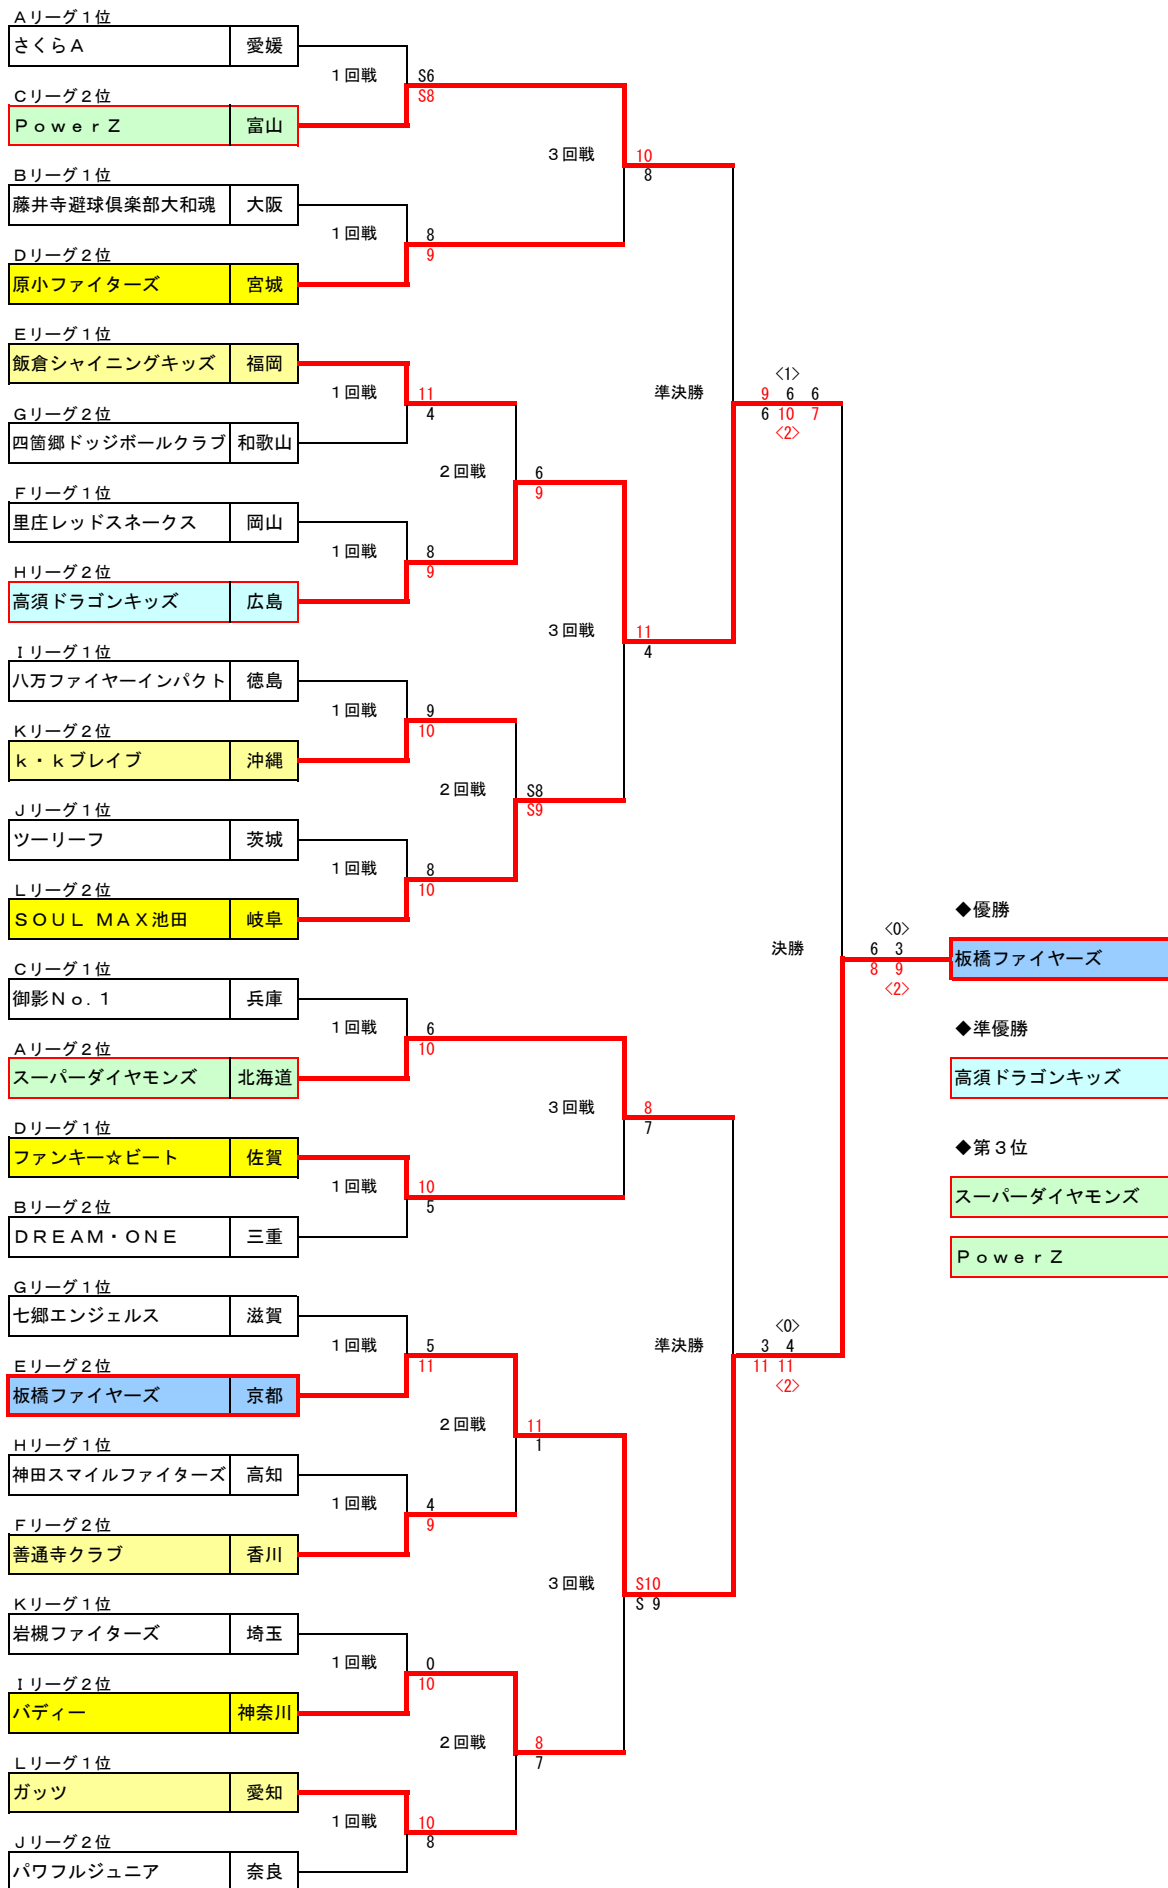 Ａリーグ１位
さくらＡ 愛媛
１回戦 S6
S8
Ｃリーグ２位
ＰｏｗｅｒＺ 富山
３回戦 10
8
Ｂリーグ１位
藤井寺避球倶楽部大和魂 大阪
１回戦 8
9
Ｄリーグ２位
原小ファイターズ 宮城
Ｅリーグ１位
飯倉シャイニングキッズ 福岡
１回戦 11
4
準決勝 <1>
9 6 6
6 10 7
<2>
Ｇリーグ２位
四箇郷ドッジボールクラブ 和歌山
２回戦 6
9
Ｆリーグ１位
里庄レッドスネークス 岡山
１回戦 8
9
Ｈリーグ２位
高須ドラゴンキッズ 広島
３回戦 11
4
Ｉリーグ１位
八万ファイヤーインパクト 徳島
１回戦 9
10
Ｋリーグ２位
ｋ・ｋブレイブ 沖縄
２回戦 S8
S9
Ｊリーグ１位
ツーリーフ 茨城
１回戦 8
10
Ｌリーグ２位
ＳＯＵＬ ＭＡＸ池田 岐阜
◆優勝
決勝 <0>
6 3
8 9
<2>
板橋ファイヤーズ
Ｃリーグ１位
御影Ｎｏ．１ 兵庫
１回戦 6
10
◆準優勝
Ａリーグ２位
スーパーダイヤモンズ 北海道
高須ドラゴンキッズ
３回戦 8
7
Ｄリーグ１位
ファンキー☆ビート 佐賀
◆第３位
１回戦 10
5
スーパーダイヤモンズ
Ｂリーグ２位
ＤＲＥＡＭ・ＯＮＥ 三重
ＰｏｗｅｒＺ
Ｇリーグ１位
七郷エンジェルス 滋賀
１回戦 5
11
準決勝 <0>
3 4
11 11
<2>
Ｅリーグ２位
板橋ファイヤーズ 京都
２回戦 11
1
Ｈリーグ１位
神田スマイルファイターズ 高知
１回戦 4
9
Ｆリーグ２位
善通寺クラブ 香川
３回戦 S10
S 9
Ｋリーグ１位
岩槻ファイターズ 埼玉
１回戦 0
10
Ｉリーグ２位
バディー 神奈川
２回戦 8
7
Ｌリーグ１位
ガッツ 愛知
１回戦 10
8
Ｊリーグ２位
パワフルジュニア 奈良